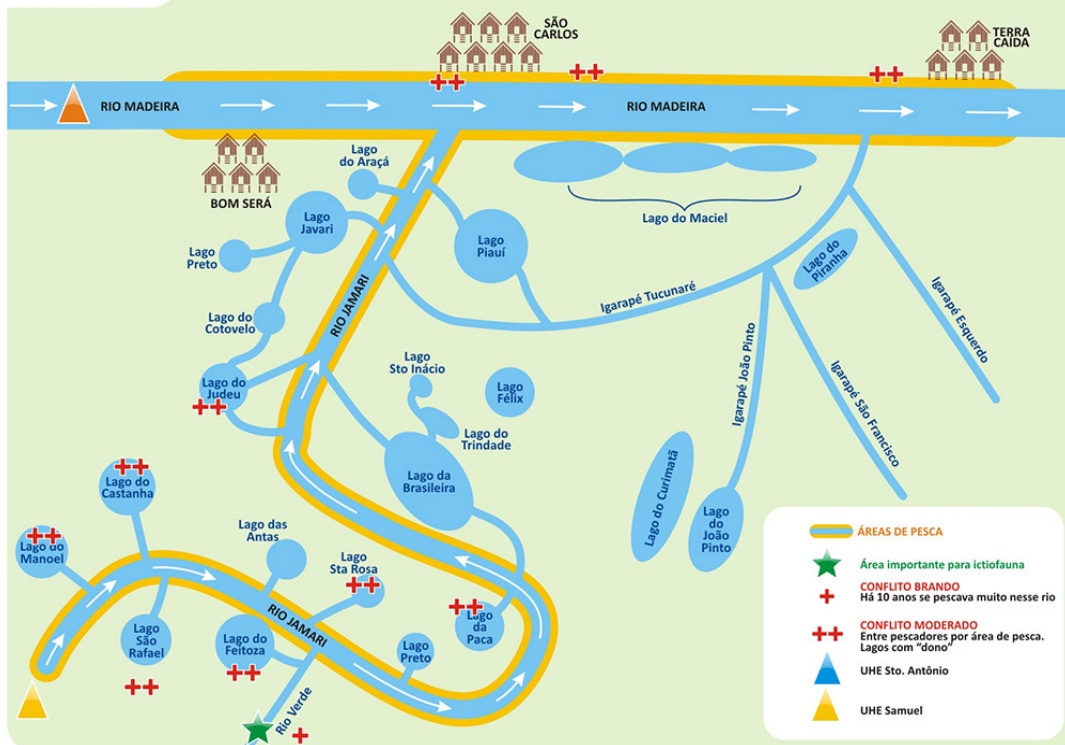 SÃO
CARLOS
TERRA
CAÍDA
RIO MADEIRA
RIO MADEIRA
BOM SERÁ
Lago
do Araçá
Lago
Javari
Lago
Preto
Lago
Piauí
Lago do Maciel
Lago do
Piranha
Lago do
Cotovelo
RIO JAMARI
Igarapé Tucunaré
Igarapé Esquerdo
Lago do
Judeu
Lago
Sto Inácio
Lago
Félix
Igarapé João Pinto
Igarapé São Francisco
Lago do
Trindade
Lago da
Brasileira
Lago do
Castanha
Lago do Curimatã
Lago
do
João
Pinto
Lago do
Manoel
Lago das
Antas
Lago
Sta Rosa
Lago
São
Rafael
Lago do
Feitoza
RIO JAMARI
Lago
Preto
Lago
da
Paca
Rio Verde
ÁREAS DE PESCA
Área importante para ictiofauna
CONFLITO BRANDO
Há 10 anos se pescava muito nesse rio
CONFLITO MODERADO
Entre pescadores por área de pesca.
Lagos com "dono"
UHE Sto. Antônio
UHE Samuel